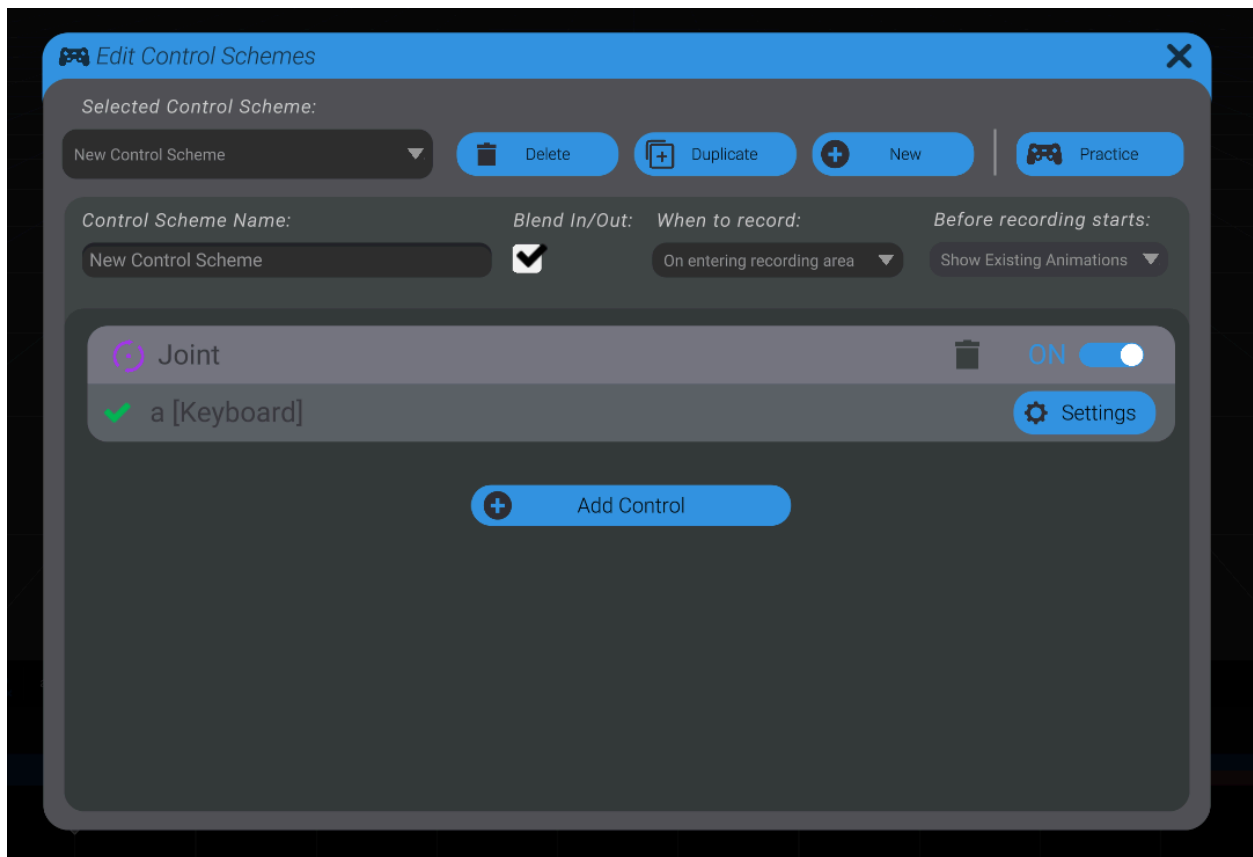 Edit Control Schemes
Selected Control Scheme:
New Control Scheme
Delete
Duplicate
New
Practice
Control Scheme Name:
Blend In/Out:
When to record:
Before recording starts:
New Control Scheme
On entering recording area
Show Existing Animations
Joint
ON
a [Keyboard]
Settings
Add Control